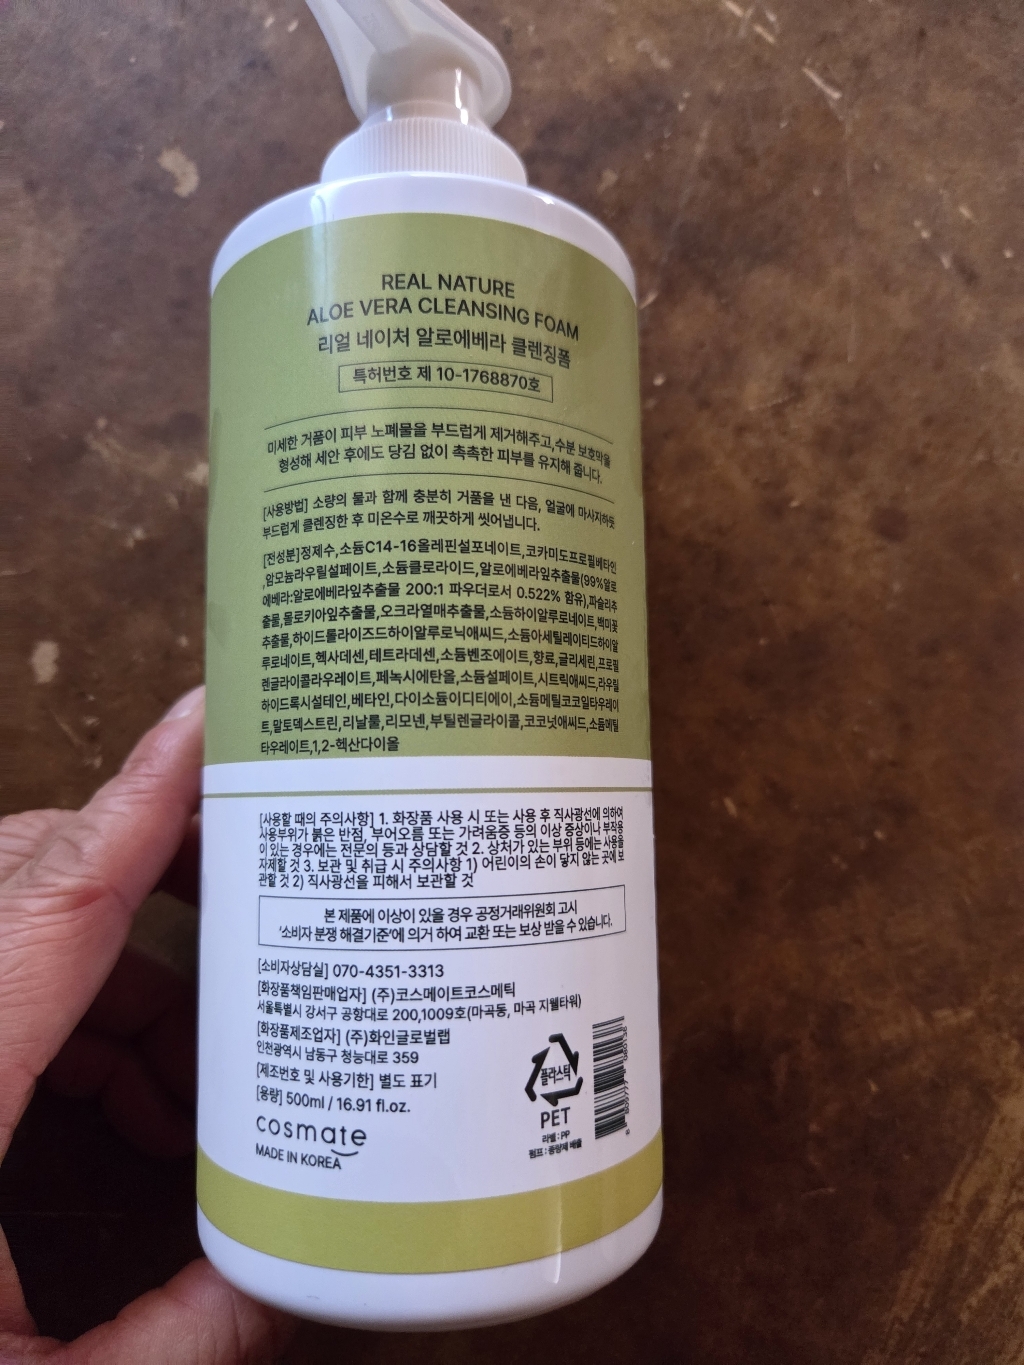 REAL NATURE
ALOE VERA CLEANSING FOAM
리얼 네이처 알로에베라 클렌징폼
특허번호 제 10-1768870호
미세한 거품이 피부 노폐물을 부드럽게 제거해주고,수분 보호막을
형성해 세안 후에도 당김 없이 촉촉한 피부를 유지해 줍니다.
[사용방법] 소량의 물과 함께 충분히 거품을 낸 다음, 얼굴에 마사지하듯
부드럽게 클렌징한 후 미온수로 깨끗하게 씻어냅니다.
[전성분]정제수,소듐C14-16올레핀설포네이트,코카미도프로필베타인
,암모늄라우릴설페이트,소듐클로라이드,알로에베라잎추출물(99%알로
에베라:알로에베라잎추출물 200:1 파우더로서 0.522% 함유),파슬리추
출물,몰로키아잎추출물,오크라열매추출물,소듐하이알루로네이트,백미꽃
추출물,하이드롤라이즈드하이알루로닉애씨드,소듐아세틸레이티드하이알
루로네이트,헥사데센,테트라데센,소듐벤조에이트,향료,글리세린,프로필
렌글라이콜라우레이트,페녹시에탄올,소듐설페이트,시트릭애씨드,라우릴
하이드록시설테인,베타인,다이소듐이디티에이,소듐메틸코코일타우레이
트,말토덱스트린,리날룰,리모넨,부틸렌글라이콜,코코넛애씨드,소듐메틸
타우레이트,1,2-헥산다이올
[사용할 때의 주의사항] 1. 화장품 사용 시 또는 사용 후 직사광선에 의하여
사용부위가 붉은 반점, 부어오름 또는 가려움증 등의 이상 증상이나 부작용
이 있는 경우에는 전문의 등과 상담할 것 2. 상처가 있는 부위 등에는 사용을
자제할 것 3. 보관 및 취급 시 주의사항 1) 어린이의 손이 닿지 않는 곳에 보
관할 것 2) 직사광선을 피해서 보관할 것
본 제품에 이상이 있을 경우 공정거래위원회 고시
'소비자 분쟁 해결기준'에 의거 하여 교환 또는 보상 받을 수 있습니다.
[소비자상담실] 070-4351-3313
[화장품책임판매업자] (주)코스메이트코스메틱
서울특별시 강서구 공항대로 200,1009호(마곡동, 마곡 지웰타워)
[화장품제조업자] (주)화인글로벌랩
인천광역시 남동구 청능대로 359
[제조번호 및 사용기한] 별도 표기
[용량] 500ml / 16.91 fl.oz.
cosmate
MADE IN KOREA
플라스틱
PET
라벨 : PP
펌프 : 종량제 배출